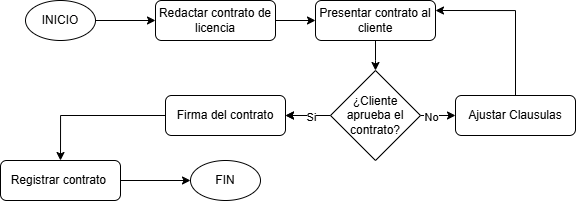 INICIO
Redactar contrato de
licencia
Presentar contrato al
cliente
¿Cliente
aprueba el
contrato?
Si
No
Firma del contrato
Ajustar Clausulas
Registrar contrato
FIN